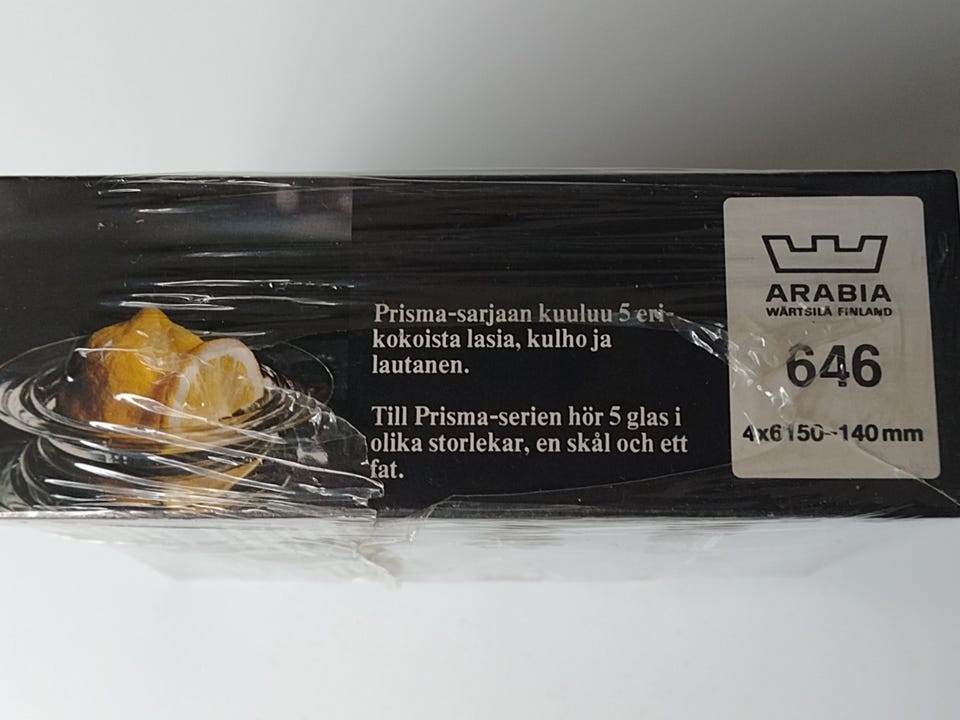 Prisma-sarjaan kuuluu 5 eri-
kokoista lasia, kulho ja
lautanen.
Till Prisma-serien hör 5 glas i
olika storlekar, en skål och ett
fat.
ARABIA
WÄRTSILÄ FINLAND
646
4x6150-140mm